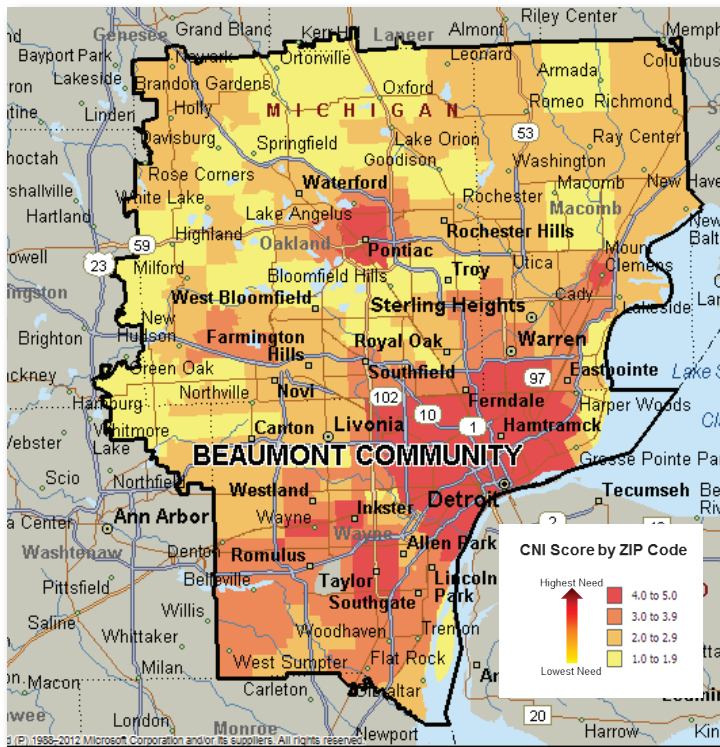 Riley Center
Grand Blanc
Laneer
Almont
Memph
Genesee
Bayport Park
Newark
Ortonville
Leonard
Columbus
Lakeside
Brandon Gardens
Oxford
Armada
Linden
Holly
MICHIGAN
Romeo
Richmond
Davisburg
Springfield
Lake Orion
53
Ray Center
Goodison
Washington
Rose Corners
Waterford
Macomb
New Have
White Lake
Lake Angelus
Rochester
Macomb
Hartland
Rochester Hills
59
Highland
Oakland
Pontiac
Utica
Mount
Clemens
23
Milford
Bloomfield Hills
Troy
West Bloomfield
Sterling Heights
Cady
Lakeside
Brighton
New
Hudson
Farmington
Hills
Royal Oak
Warren
Green Oak
Southfield
97
Eastpointe
Lake S
Hamburg
Northville
Novi
102
Ferndale
Harper Woods
10
1
Hamtramck
Whitmore
Lake
Canton
Livonia
Webster
BEAUMONT COMMUNITY
Grosse Pointe Par
Scio
Northfield
Westland
Detroit
Tecumseh
Ann Arbor
Wayne
Inkster
Wayne
2
Washtenaw
Denton
Romulus
Allen Park
CNI Score by ZIP Code
Pittsfield
Belleville
Taylor
Lincoln
Park
Highest Need
4.0 to 5.0
3.0 to 3.9
2.0 to 2.9
1.0 to 1.9
Lowest Need
Willis
Southgate
Saline
Whittaker
Woodhaven
Trenton
Milan
West Sumpter
Flat Rock
Macon
Carleton
Gibraltar
London
Monroe
Newport
20
Harrow
King
(P) 1988-2012 Microsoft Corporation and/or its suppliers. All rights reserved.